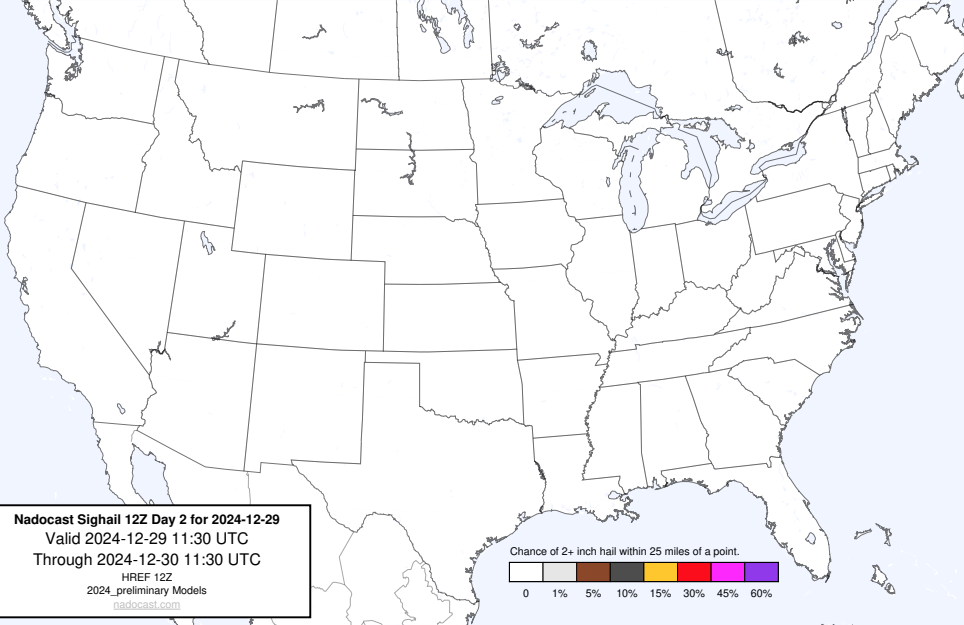 Nadocast Sighail 12Z Day 2 for 2024-12-29
Valid 2024-12-29 11:30 UTC
Through 2024-12-30 11:30 UTC
HREF 12Z
2024_preliminary Models
nadocast.com
Chance of 2+ inch hail within 25 miles of a point.
0 1% 5% 10% 15% 30% 45% 60%